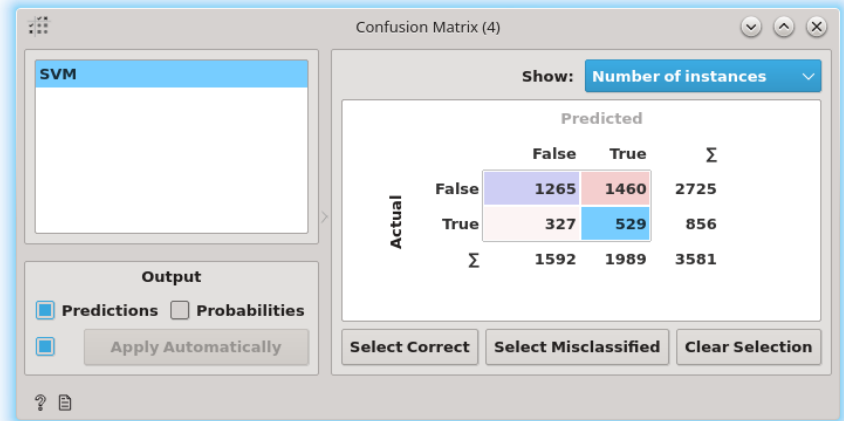 Confusion Matrix (4)
SVM
Show: Number of instances
Predicted
False True Σ
Actual
False 1265 1460 2725
True 327 529 856
Σ 1592 1989 3581
Output
Predictions Probabilities
Apply Automatically
Select Correct Select Misclassified Clear Selection
?